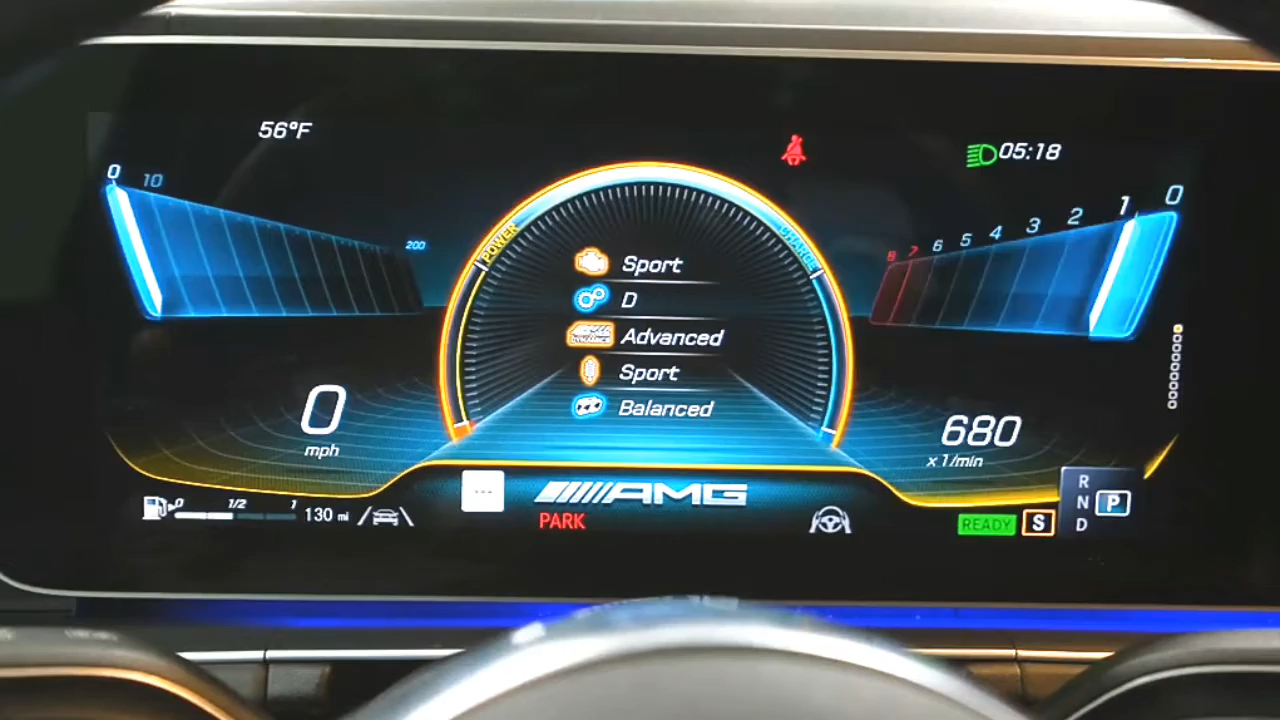 56°F
05:18
0 10
200
8 7 6 5 4 3 2 1 0
POWER
CHARGE
Sport
D
Advanced
Sport
Balanced
0
mph
680
x 1/min
0 1/2 1
130 mi
...
AMG
PARK
READY
S
R
N
D
P